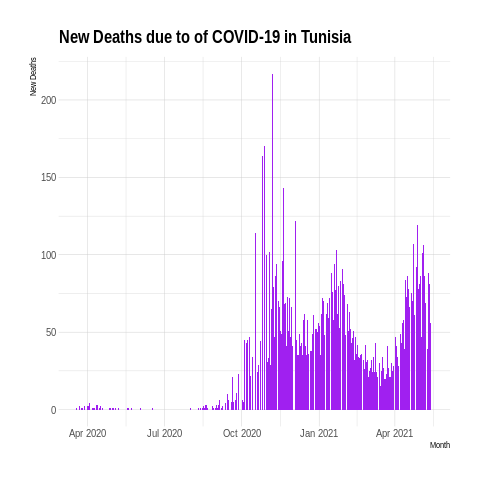 New Deaths due to of COVID-19 in Tunisia
New Deaths
200
150
100
50
0
Apr 2020 Jul 2020 Oct 2020 Jan 2021 Apr 2021
Month